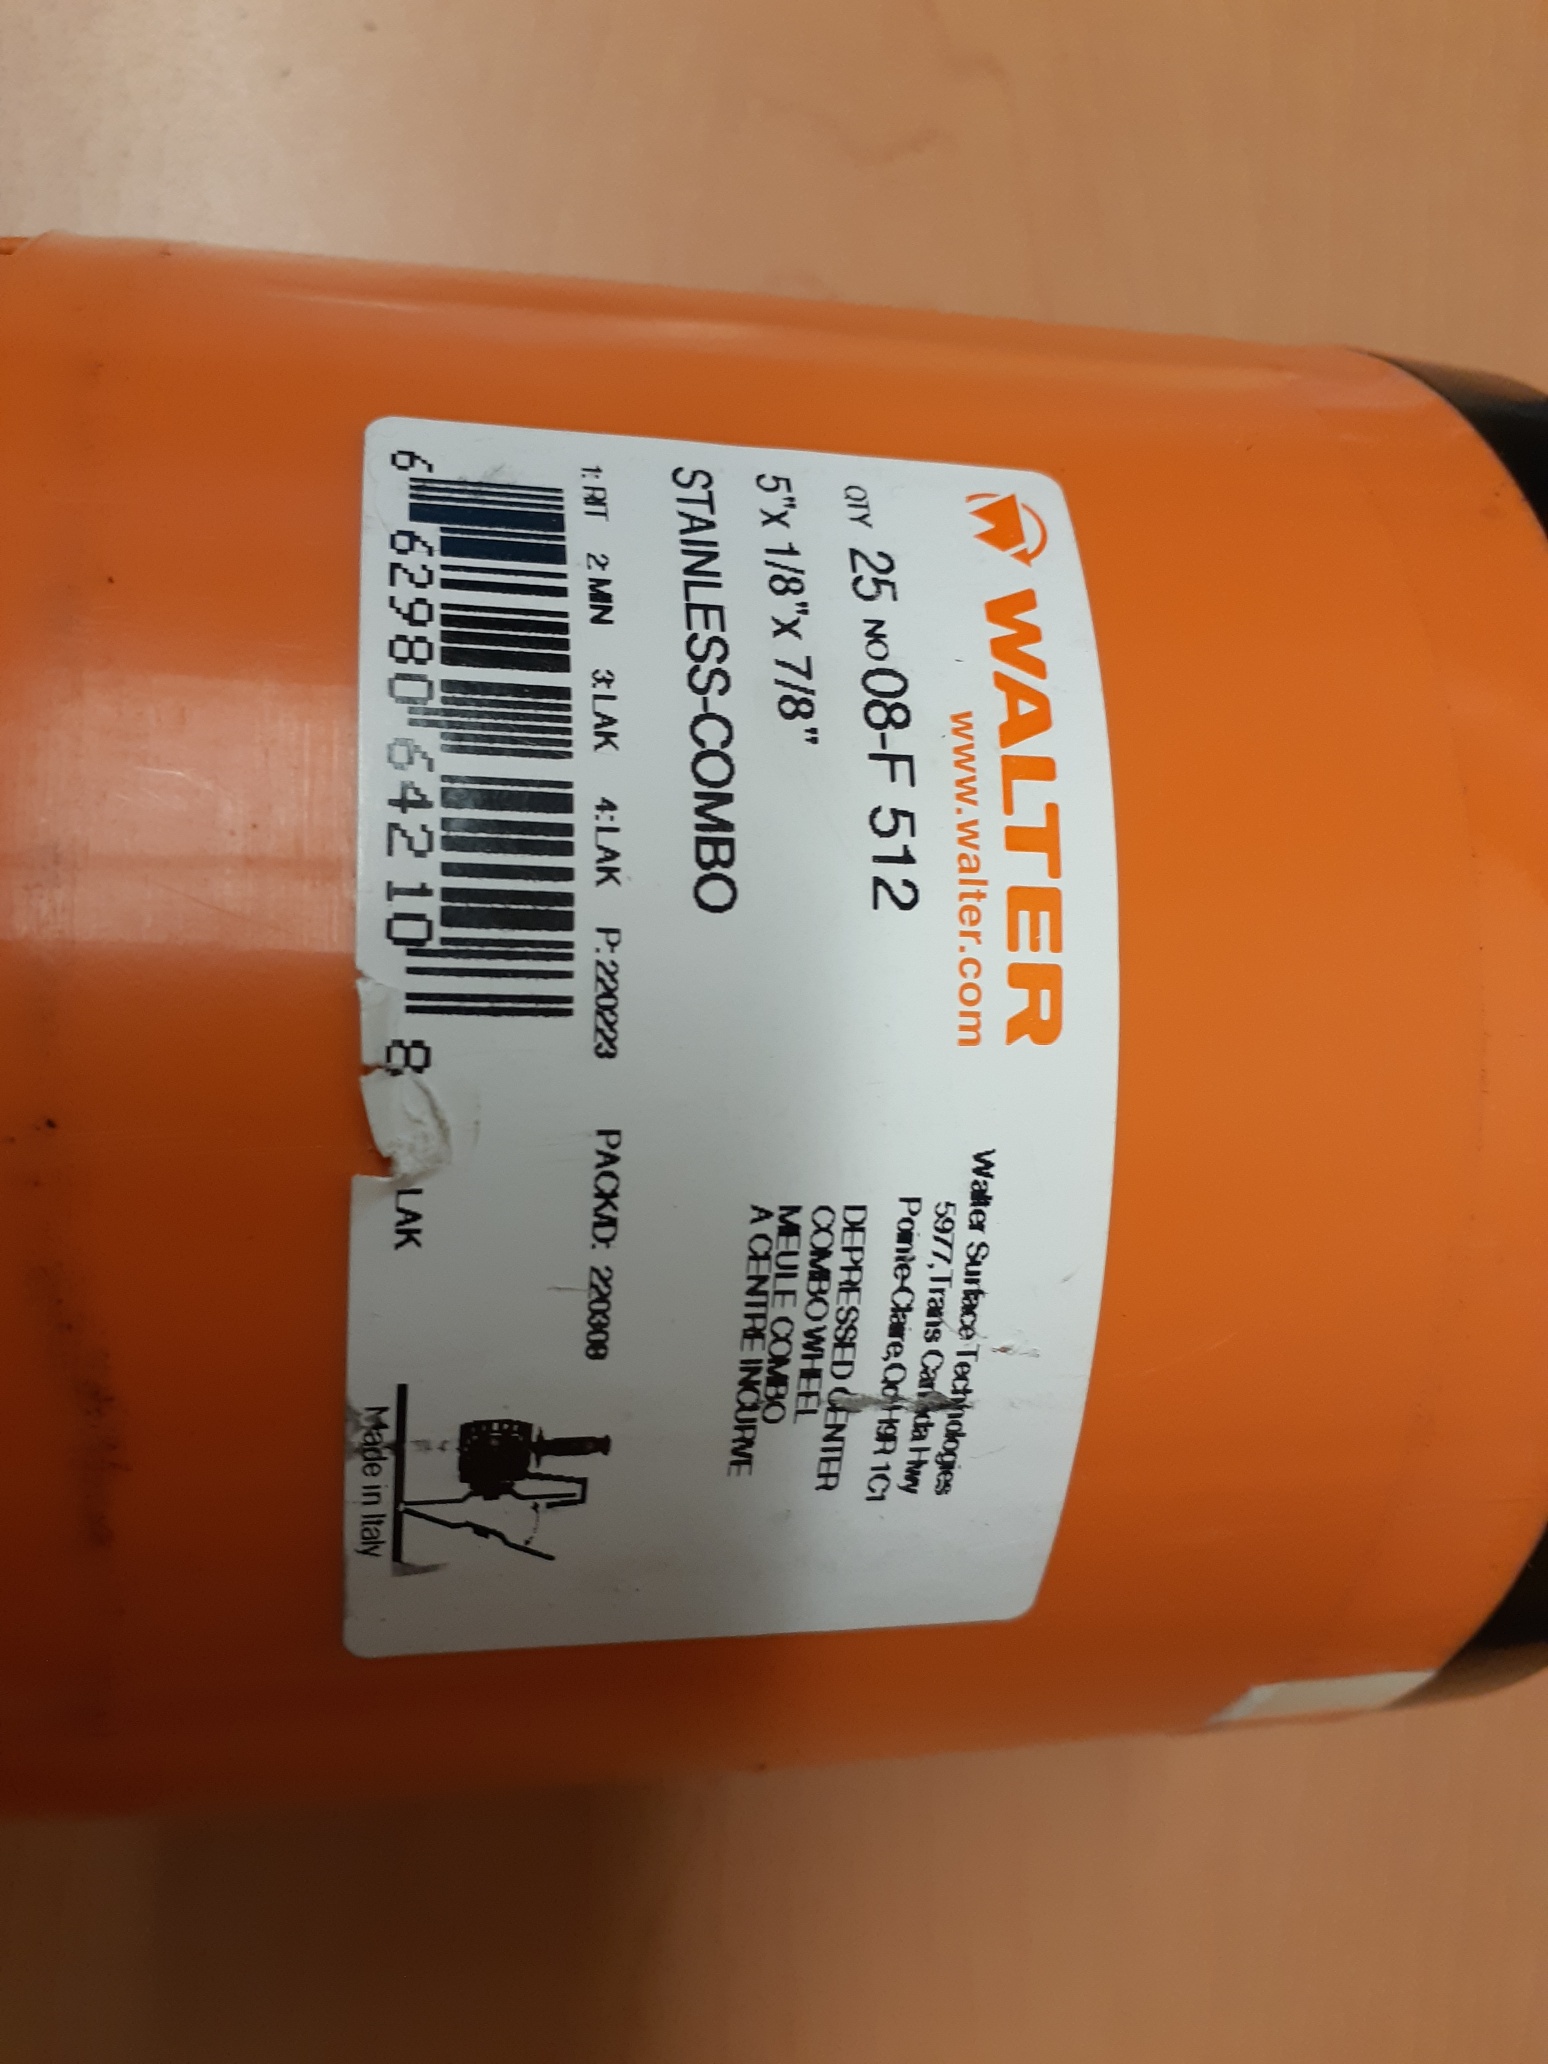 WALTER
www.walter.com
Walter Surface Technologies
5977, Trans Canada Hwy
Pointe-Claire, Qc H9R 1C1
QTY 25 NO 08-F 512
5"x 1/8"x 7/8"
STAINLESS-COMBO
DEPRESSED CENTER
COMBO WHEEL
MEULE COMBO
A CENTRE INCURVE
1: RIT 2: MIN 3: LAK 4: LAK P: 220223 PACK/D: 220308
6 62980 64210 8
LAK
Made in Italy